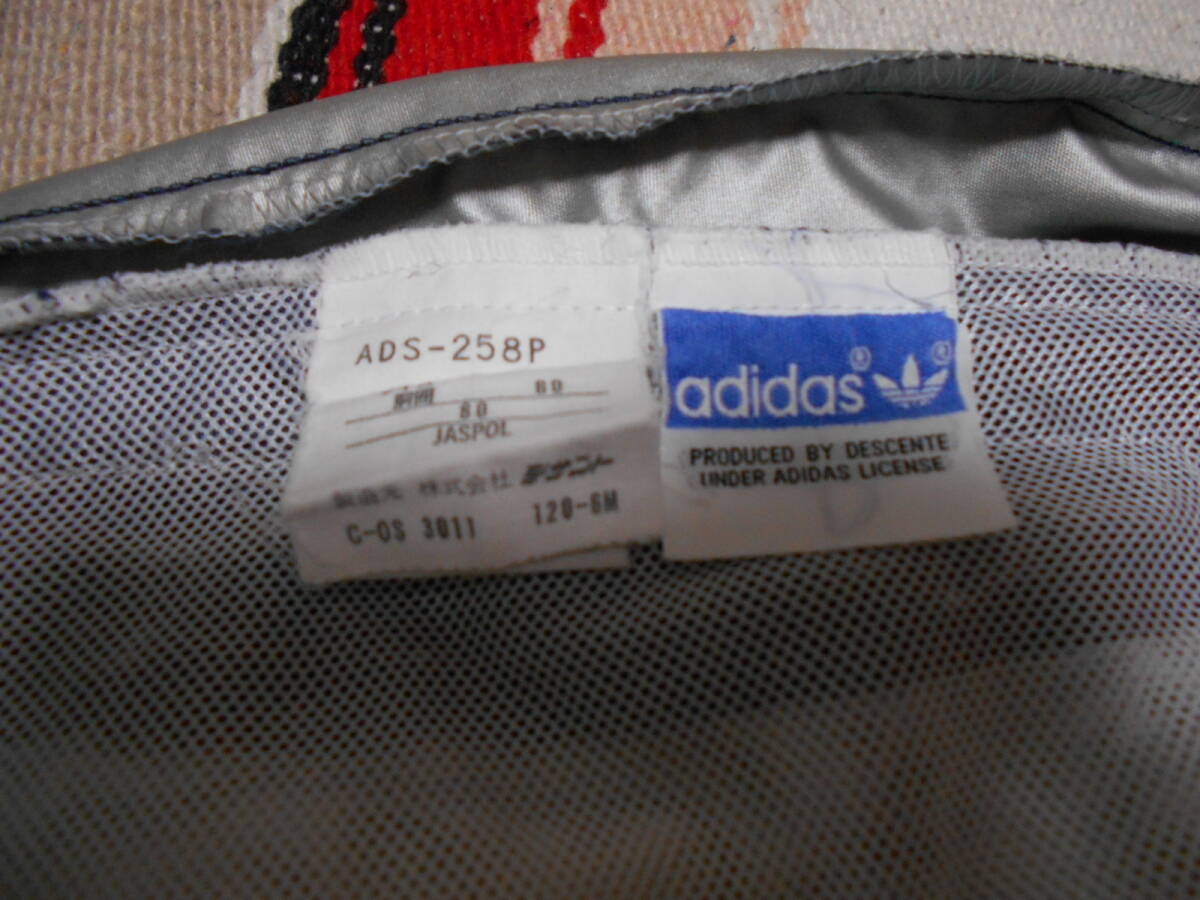 ADS-258P
胴囲 80
80
JASPOL
製造元 株式会社 デサント
C-OS 3011 120-6M
adidas® ®
PRODUCED BY DESCENTE
UNDER ADIDAS LICENSE